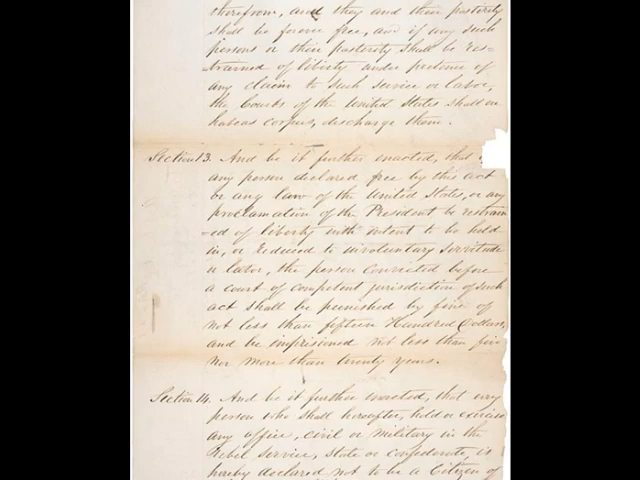 therefrom, and they and their posterity
shall be forever free, and if any such
persons or their posterity shall be res=
trained of liberty under pretence of
any claim to such service or labor,
the Courts of the United States shall on
habeas corpus, discharge them.
Section 13. And be it further enacted, that if
any person declared free by this act
or any law of the United States, or any
proclamation of the President be restrain
-ed of liberty with intent to be held
in, or reduced to involuntary servitude
or labor, the person convicted before
a court of competent jurisdiction of such
act shall be punished by fine of
not less than fifteen Hundred Dollars,
and be imprisioned not less than five
nor more than twenty years.
Section 14. And be it further enacted, that every
person who shall hereafter, hold or exercise
any office, civil or military in the
Rebel service, State or confederate, is
hereby declared not to be a Citizen of